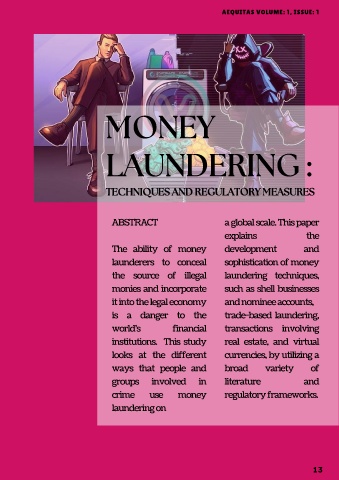 AEQUITAS VOLUME: 1, ISSUE: 1
MONEY
LAUNDERING :
TECHNIQUES AND REGULATORY MEASURES
ABSTRACT
The ability of money
launderers to conceal
the source of illegal
monies and incorporate
it into the legal economy
is a danger to the
world's financial
institutions. This study
looks at the different
ways that people and
groups involved in
crime use money
laundering on
a global scale. This paper
explains the
development and
sophistication of money
laundering techniques,
such as shell businesses
and nominee accounts,
trade-based laundering,
transactions involving
real estate, and virtual
currencies, by utilizing a
broad variety of
literature and
regulatory frameworks.
13